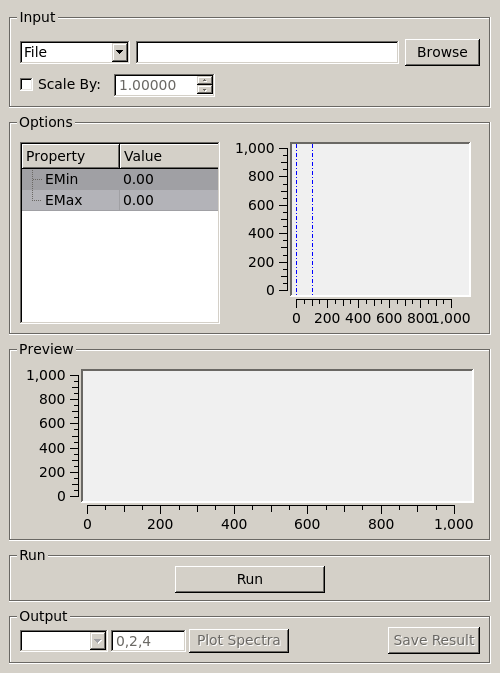 Input
File Browse
Scale By: 1.00000
Options
Property Value
EMin 0.00
EMax 0.00
1,000
800
600
400
200
0
0 200 400 600 800 1,000
Preview
1,000
800
600
400
200
0
0 200 400 600 800 1,000
Run
Run
Output
0,2,4 Plot Spectra Save Result